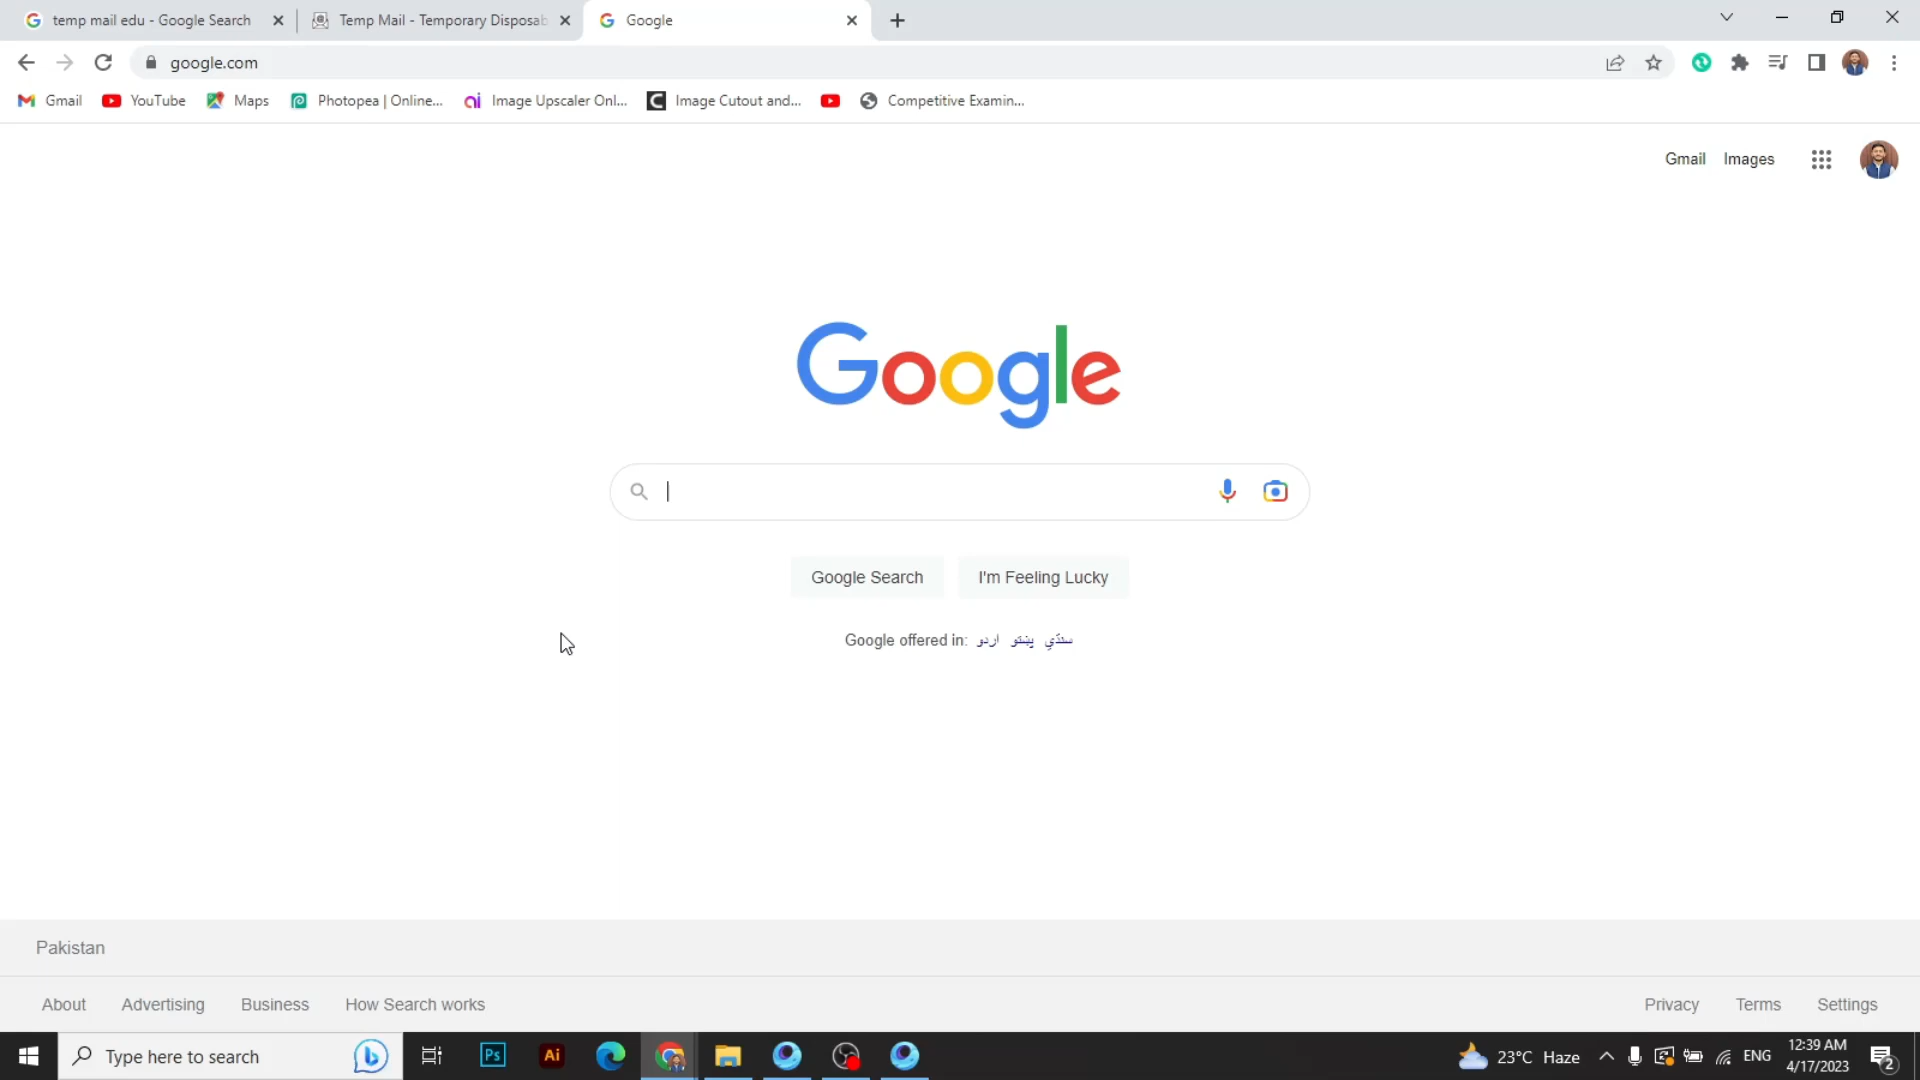 temp mail edu - Google Search
Temp Mail - Temporary Disposab
Google
google.com
Gmail
YouTube
Maps
Photopea | Online...
Image Upscaler Onl...
Image Cutout and...
Competitive Examin...
Gmail Images
Google
Google Search
I'm Feeling Lucky
Google offered in: اردو پښتو سنڌي
Pakistan
About Advertising Business How Search works
Privacy Terms Settings
Type here to search
Ps
Ai
23°C Haze
ENG
12:39 AM
4/17/2023
2